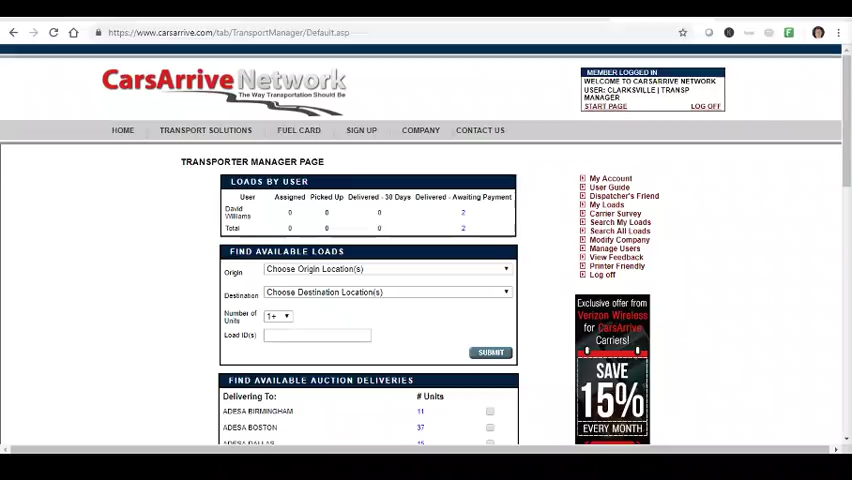 https://www.carsarrive.com/tab/TransportManager/Default.asp
CarsArrive Network
The Way Transportation Should Be
MEMBER LOGGED IN
WELCOME TO CARSARRIVE NETWORK
USER: CLARKSVILLE | TRANSP
MANAGER
START PAGE LOG OFF
HOME TRANSPORT SOLUTIONS FUEL CARD SIGN UP COMPANY CONTACT US
TRANSPORTER MANAGER PAGE
LOADS BY USER
User Assigned Picked Up Delivered - 30 Days Delivered - Awaiting Payment
David
Williams 0 0 0 2
Total 0 0 0 2
FIND AVAILABLE LOADS
Origin Choose Origin Location(s)
Destination Choose Destination Location(s)
Number of
Units 1+
Load ID(s)
SUBMIT
FIND AVAILABLE AUCTION DELIVERIES
Delivering To: # Units
ADESA BIRMINGHAM 11
ADESA BOSTON 37
ADESA DALLAS
My Account
User Guide
Dispatcher's Friend
My Loads
Carrier Survey
Search My Loads
Search All Loads
Modify Company
Manage Users
View Feedback
Printer Friendly
Log off
Exclusive offer from
Verizon Wireless
for CarsArrive
Carriers!
SAVE
15%
EVERY MONTH